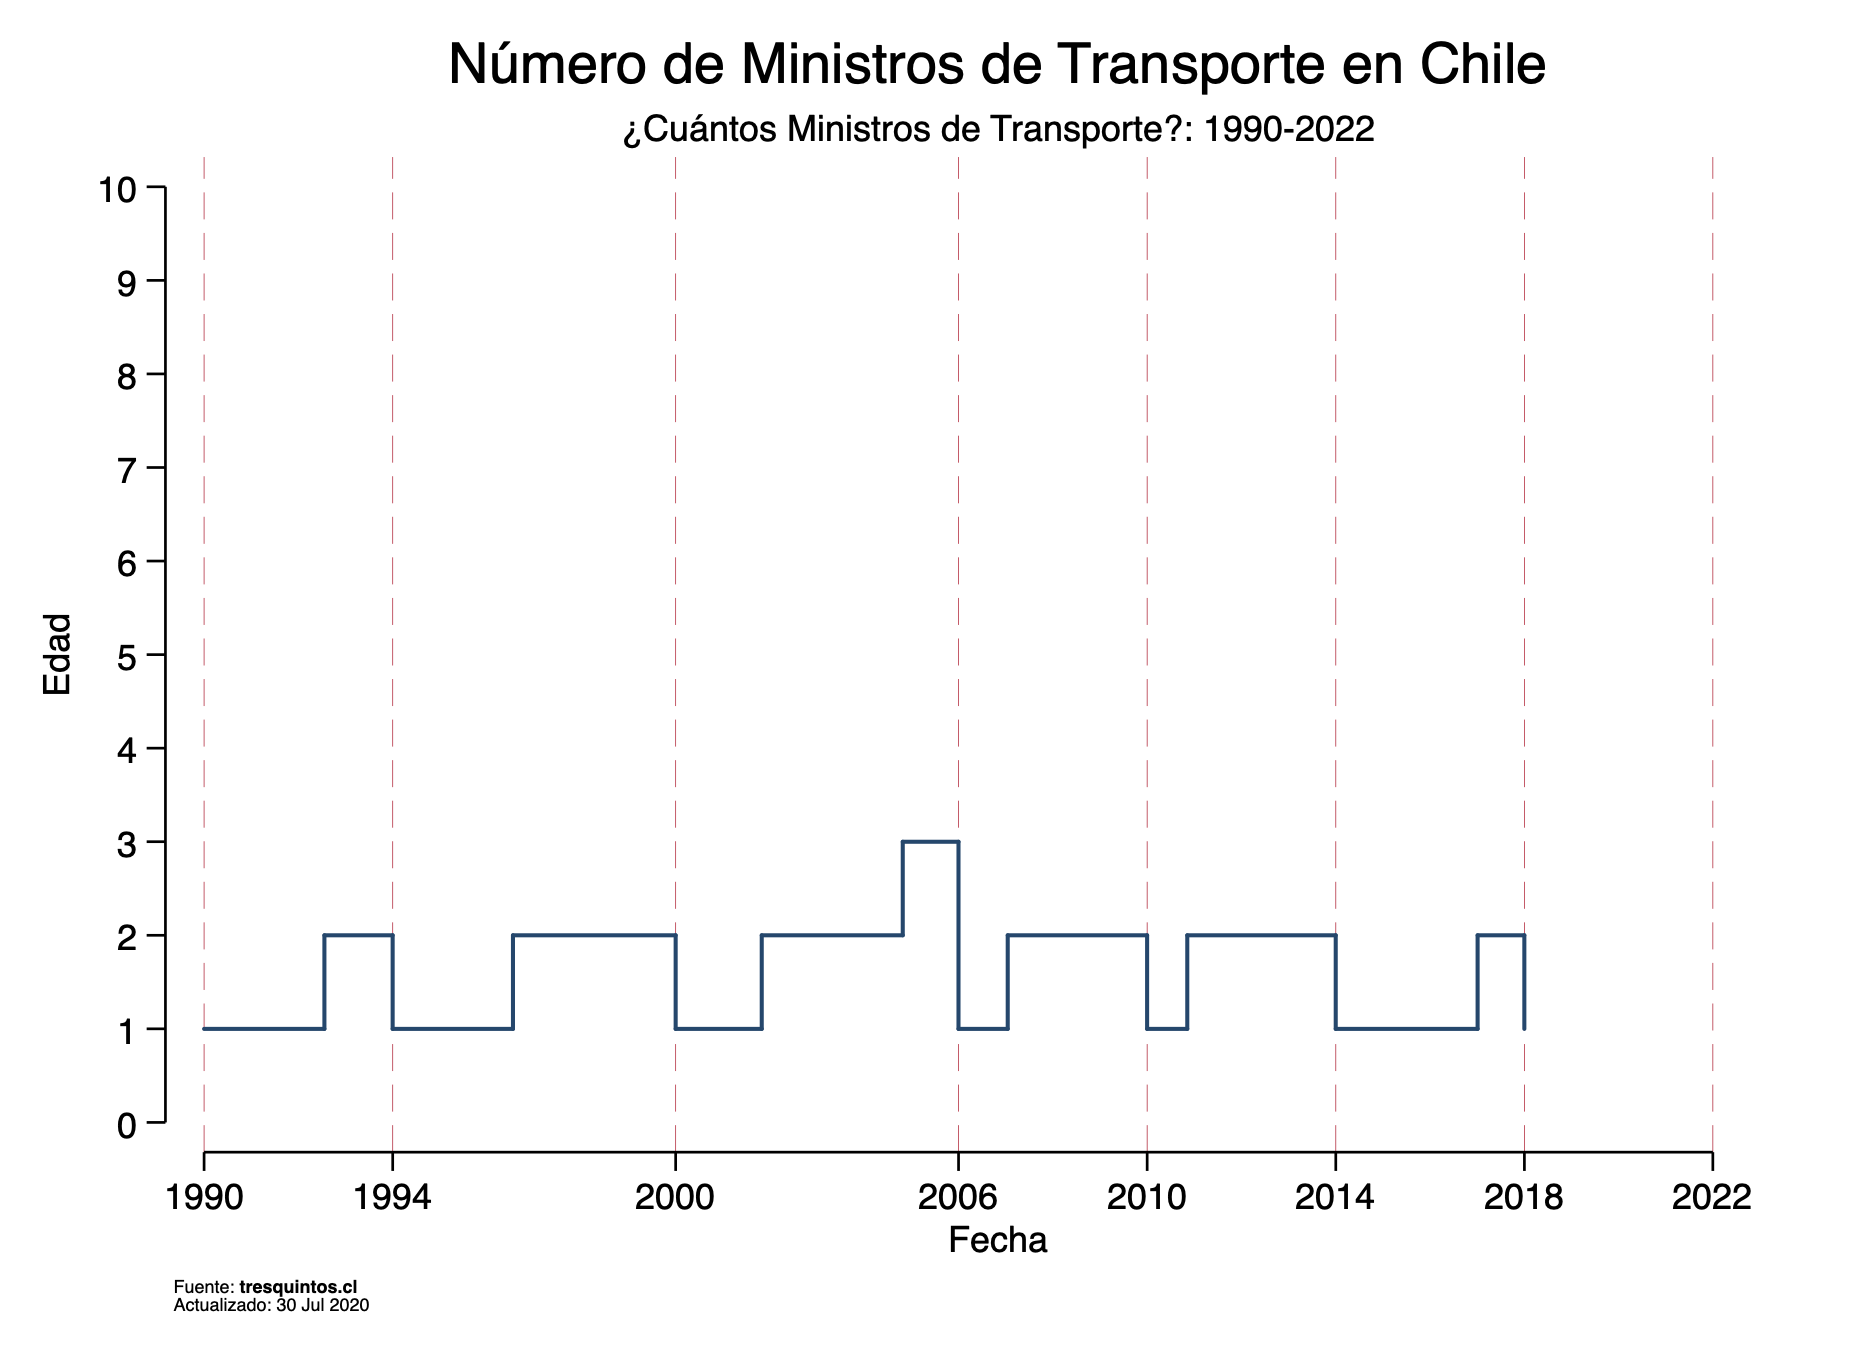 Número de Ministros de Transporte en Chile
¿Cuántos Ministros de Transporte?: 1990-2022
10
9
8
7
6
5
4
3
2
1
0
Edad
1990 1994 2000 2006 2010 2014 2018 2022
Fecha
Fuente: tresquintos.cl
Actualizado: 30 Jul 2020